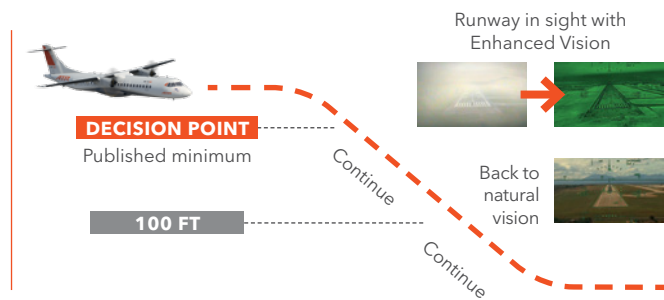 Runway in sight with
Enhanced Vision
DECISION POINT
Published minimum
Continue
Back to
natural
vision
100 FT
Continue